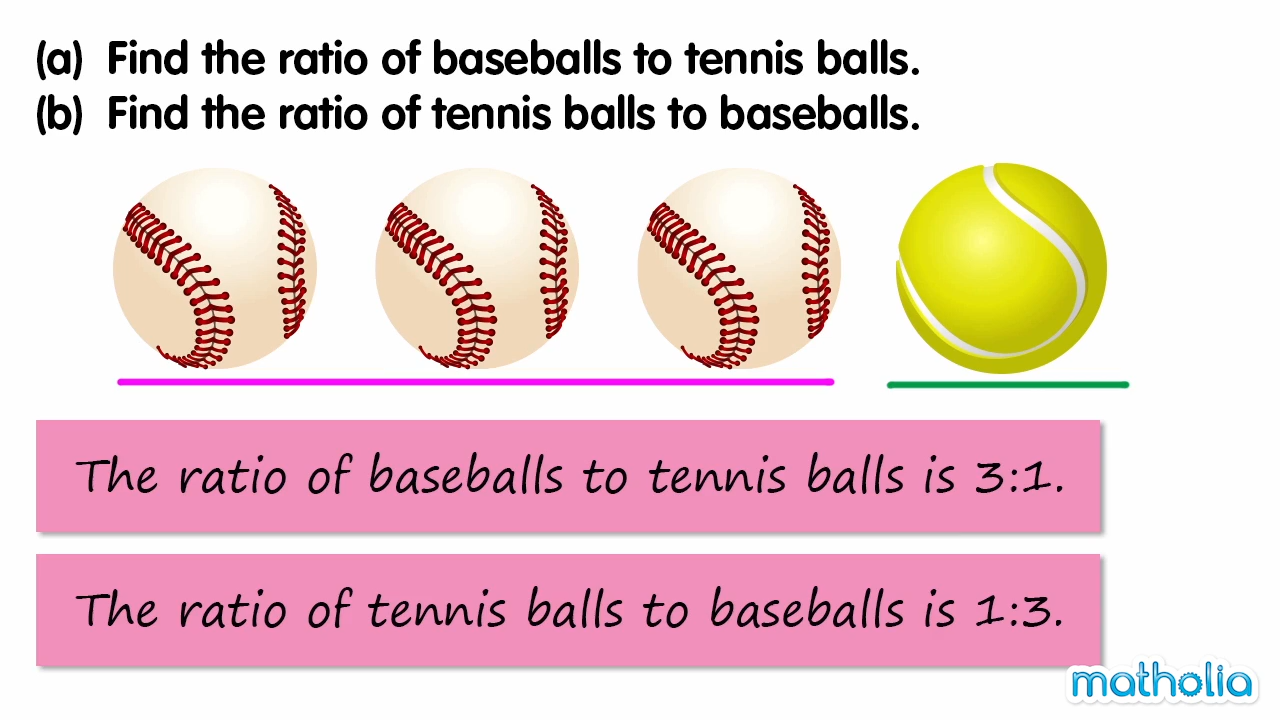 (a) Find the ratio of baseballs to tennis balls.
(b) Find the ratio of tennis balls to baseballs.
The ratio of baseballs to tennis balls is 3:1.
The ratio of tennis balls to baseballs is 1:3.
matholia